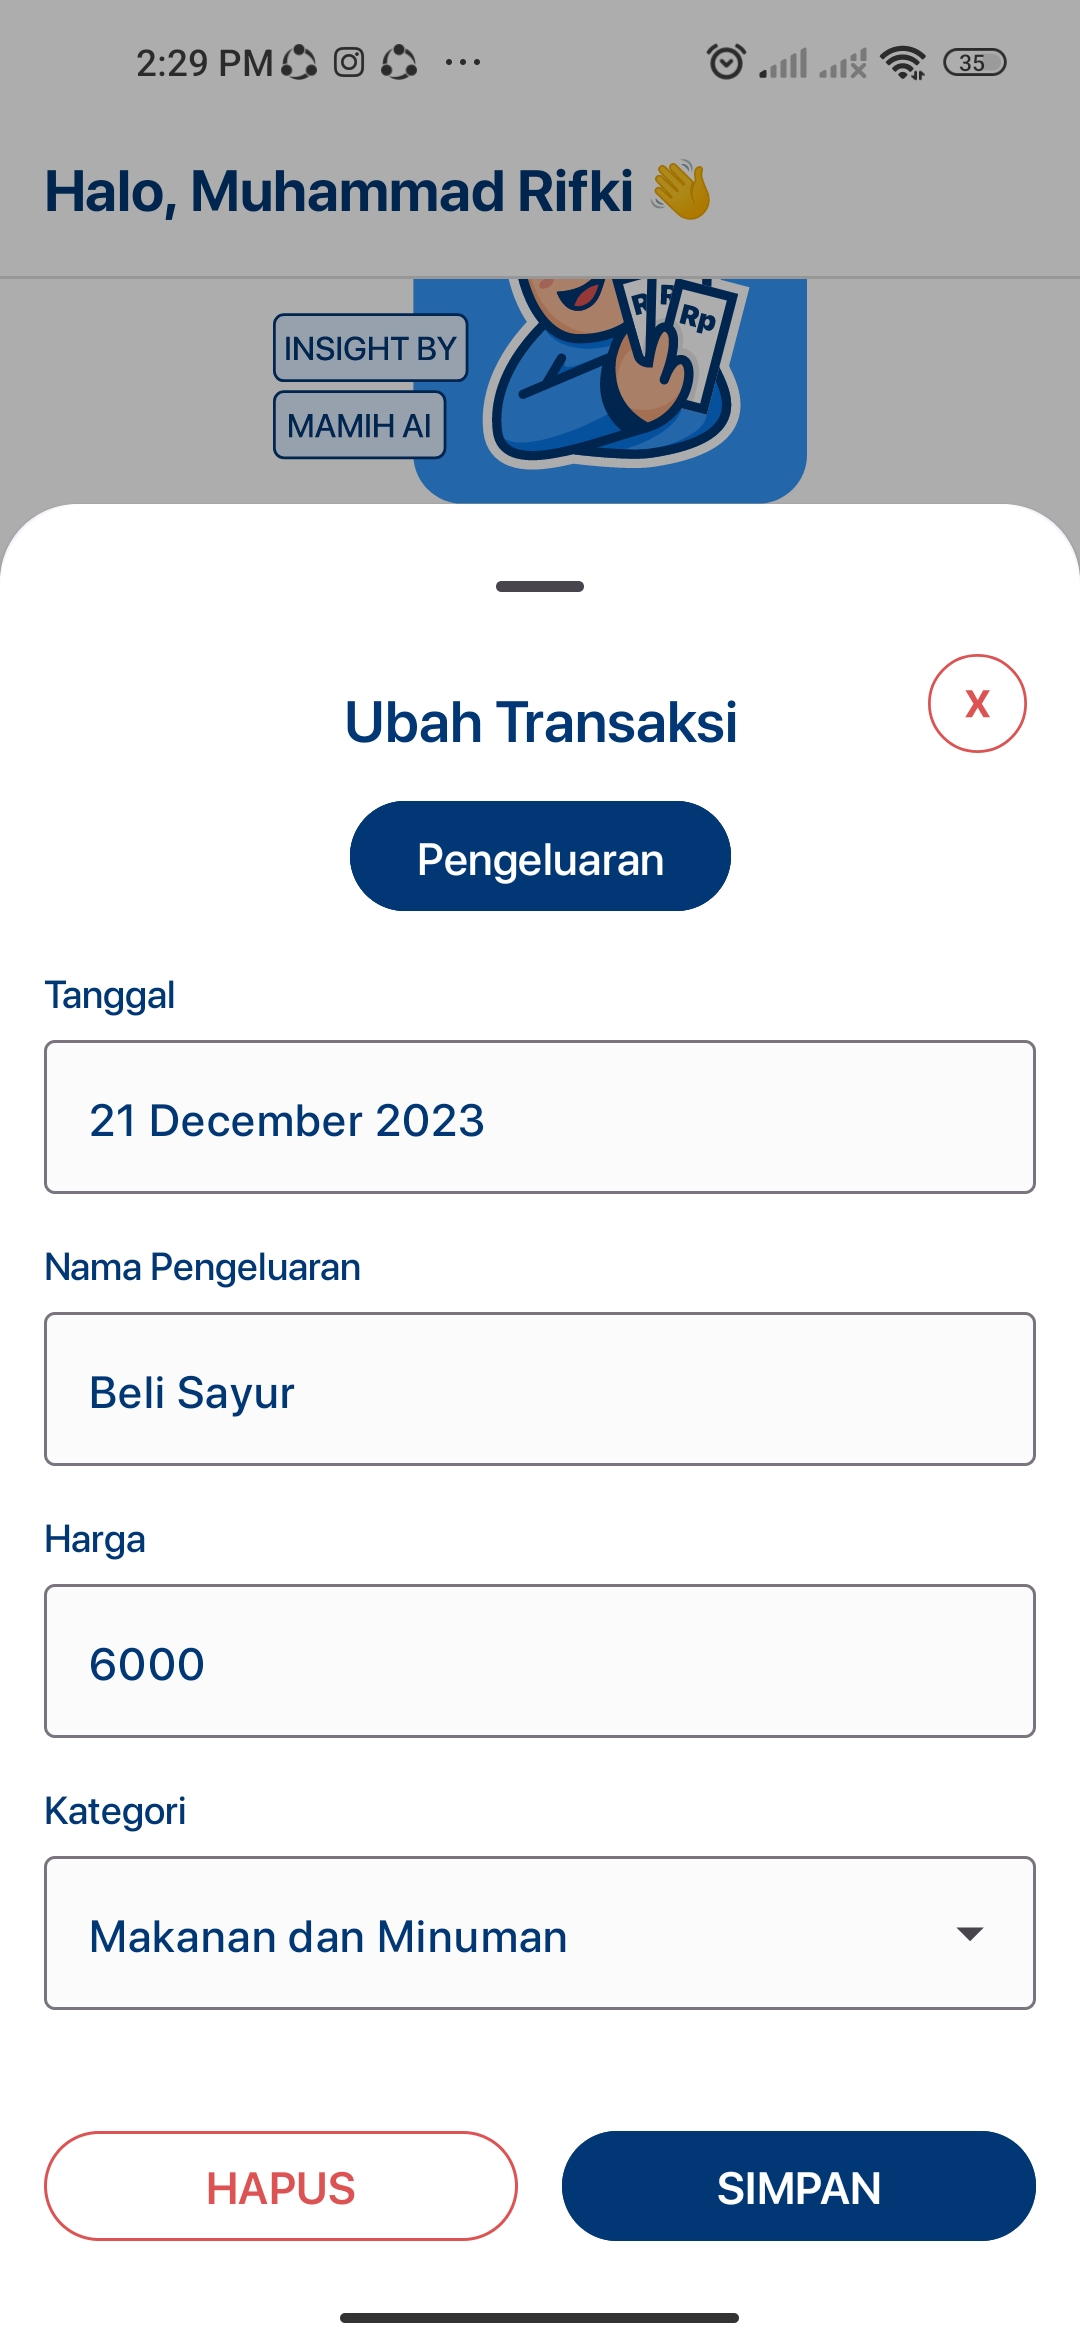 2:29 PM
35
Halo, Muhammad Rifki 👋
R R Rp
INSIGHT BY
MAMIH AI
Ubah Transaksi
X
Pengeluaran
Tanggal
21 December 2023
Nama Pengeluaran
Beli Sayur
Harga
6000
Kategori
Makanan dan Minuman
HAPUS
SIMPAN